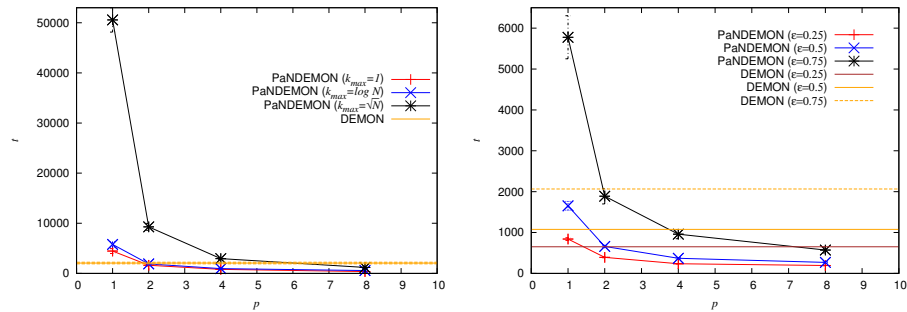 50000
40000
30000
20000
10000
0
t
0 1 2 3 4 5 6 7 8 9 10
p
PaNDEMON (k_max=1)
PaNDEMON (k_max=log N)
PaNDEMON (k_max=√N)
DEMON
6000
5000
4000
3000
2000
1000
0
t
0 1 2 3 4 5 6 7 8 9 10
p
PaNDEMON (ε=0.25)
PaNDEMON (ε=0.5)
PaNDEMON (ε=0.75)
DEMON (ε=0.25)
DEMON (ε=0.5)
DEMON (ε=0.75)